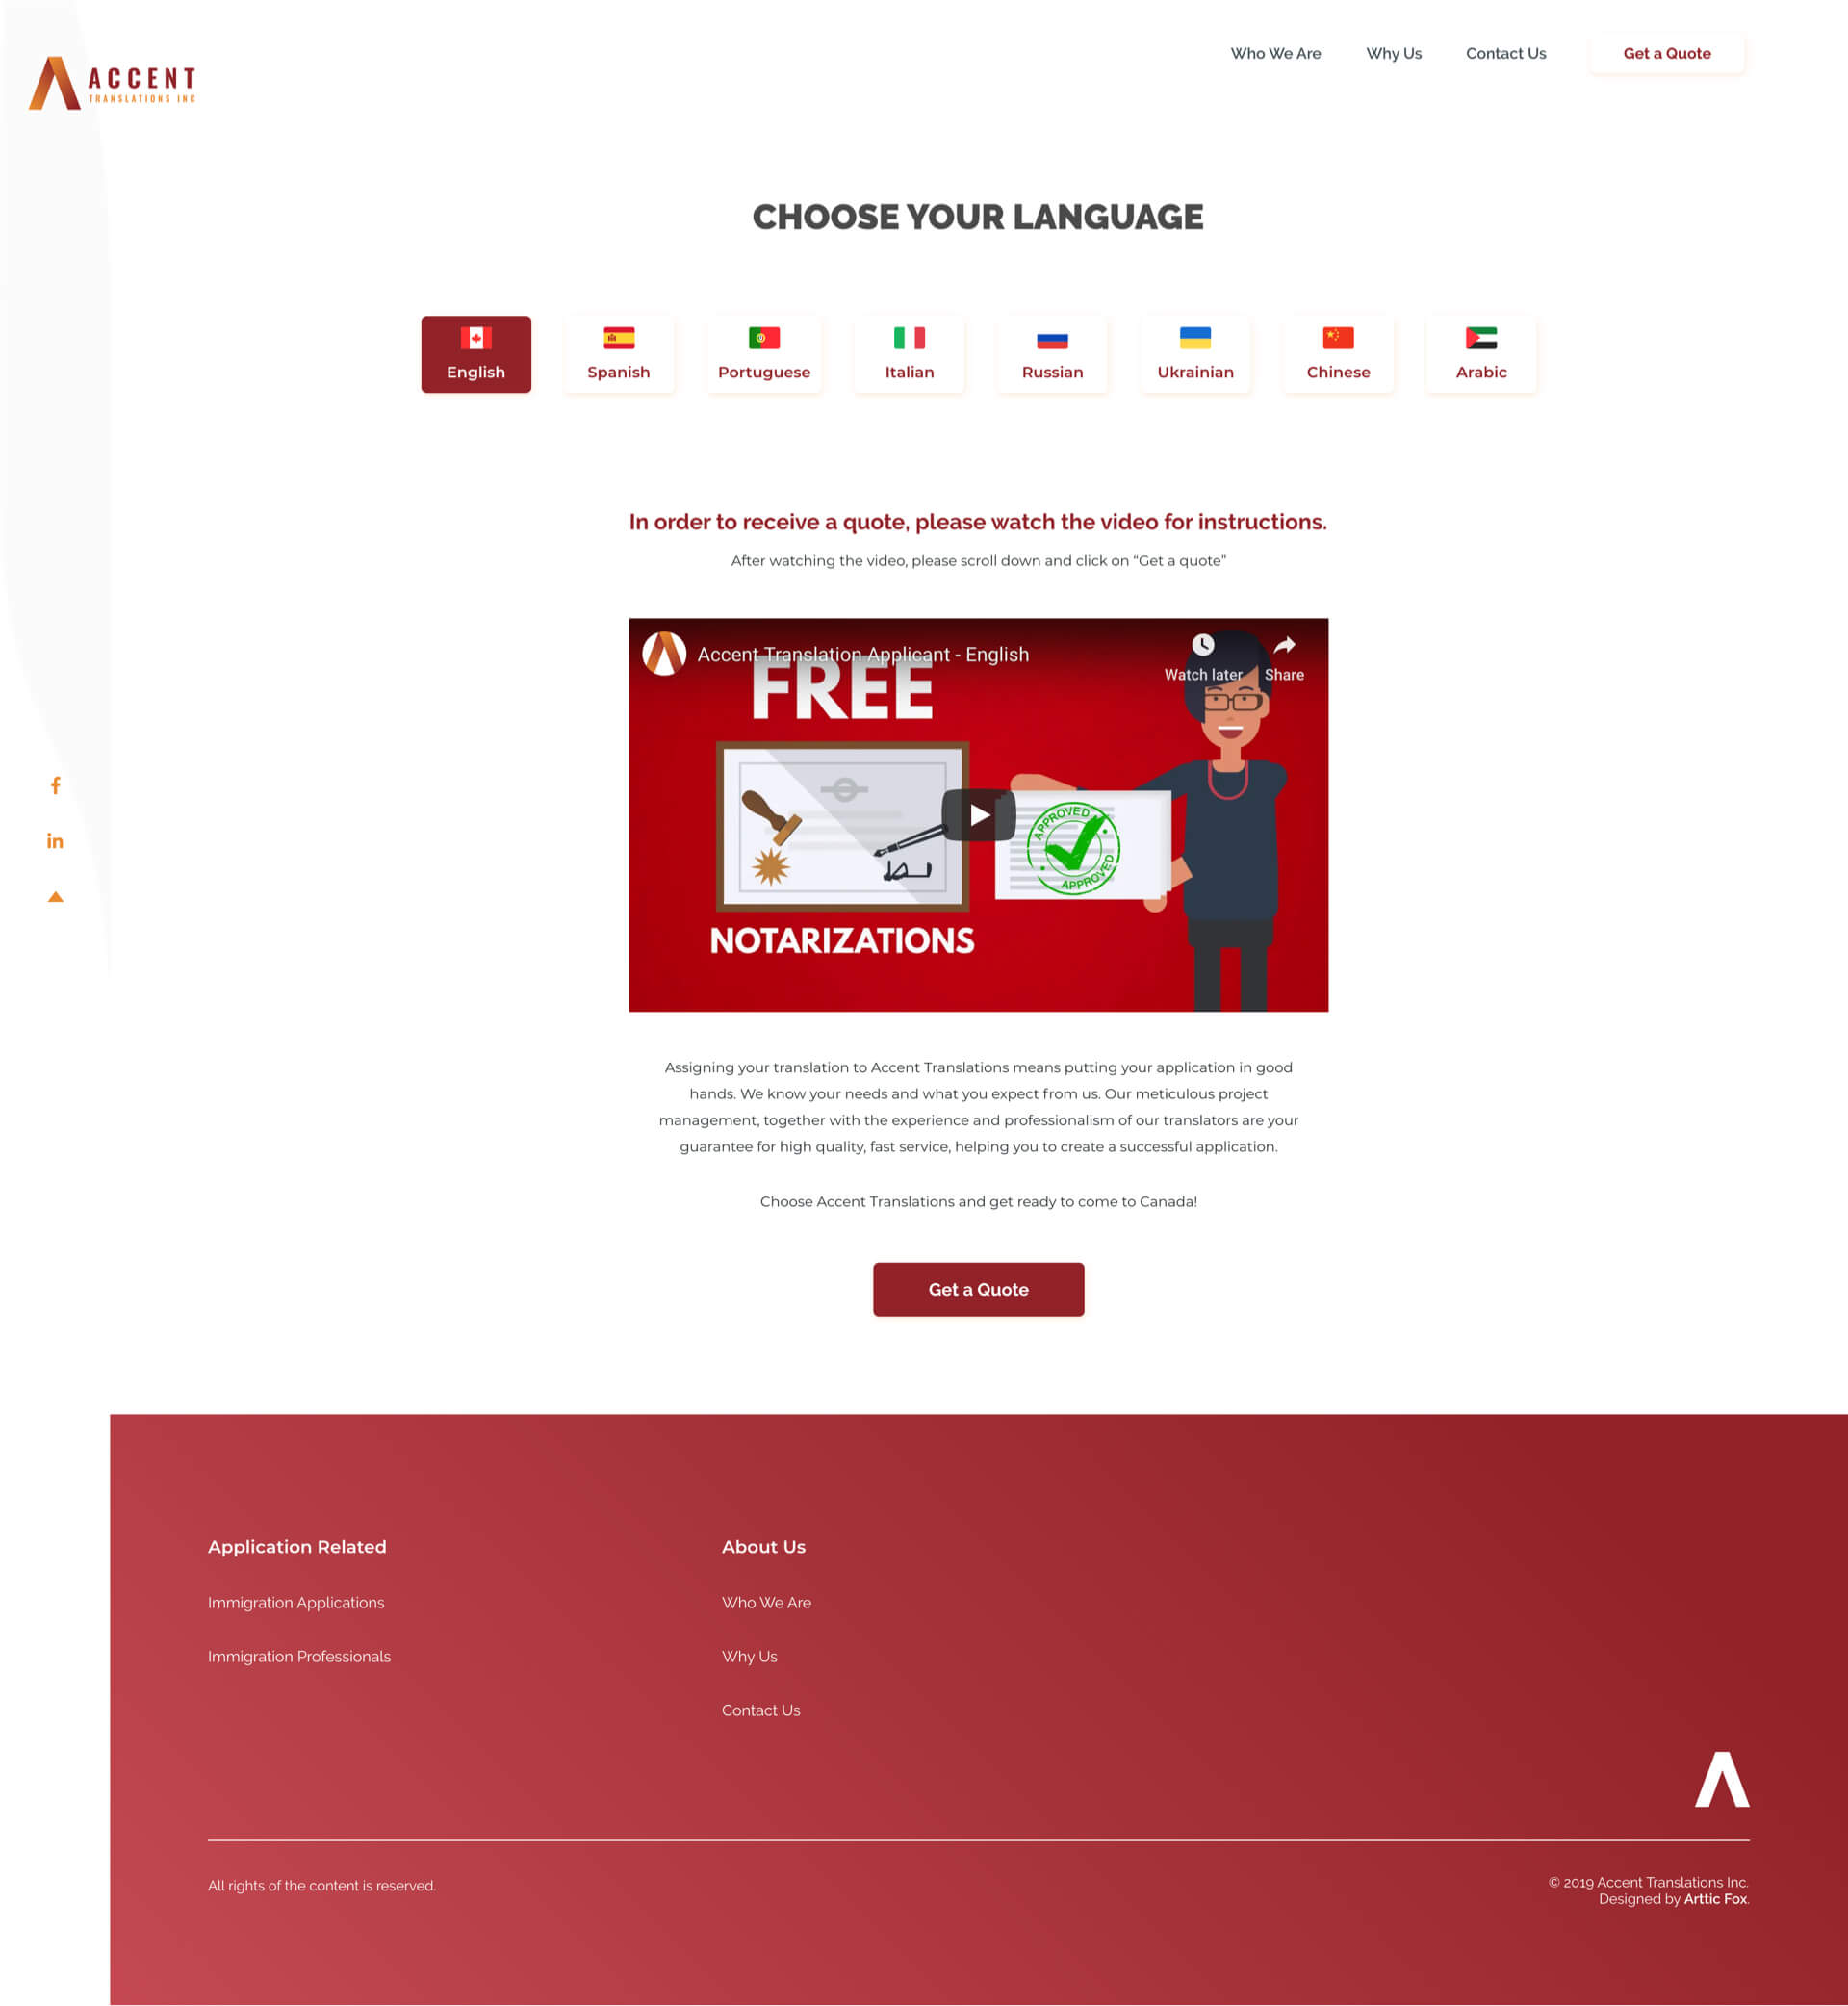 ACCENT
TRANSLATIONS INC
Who We Are
Why Us
Contact Us
Get a Quote
CHOOSE YOUR LANGUAGE
English
Spanish
Portuguese
Italian
Russian
Ukrainian
Chinese
Arabic
In order to receive a quote, please watch the video for instructions.
After watching the video, please scroll down and click on “Get a quote”
Accent Translation Applicant - English
Watch later
Share
FREE
APPROVED
APPROVED
NOTARIZATIONS
Assigning your translation to Accent Translations means putting your application in good
hands. We know your needs and what you expect from us. Our meticulous project
management, together with the experience and professionalism of our translators are your
guarantee for high quality, fast service, helping you to create a successful application.
Choose Accent Translations and get ready to come to Canada!
Get a Quote
Application Related
Immigration Applications
Immigration Professionals
About Us
Who We Are
Why Us
Contact Us
All rights of the content is reserved.
© 2019 Accent Translations Inc.
Designed by Arttic Fox.